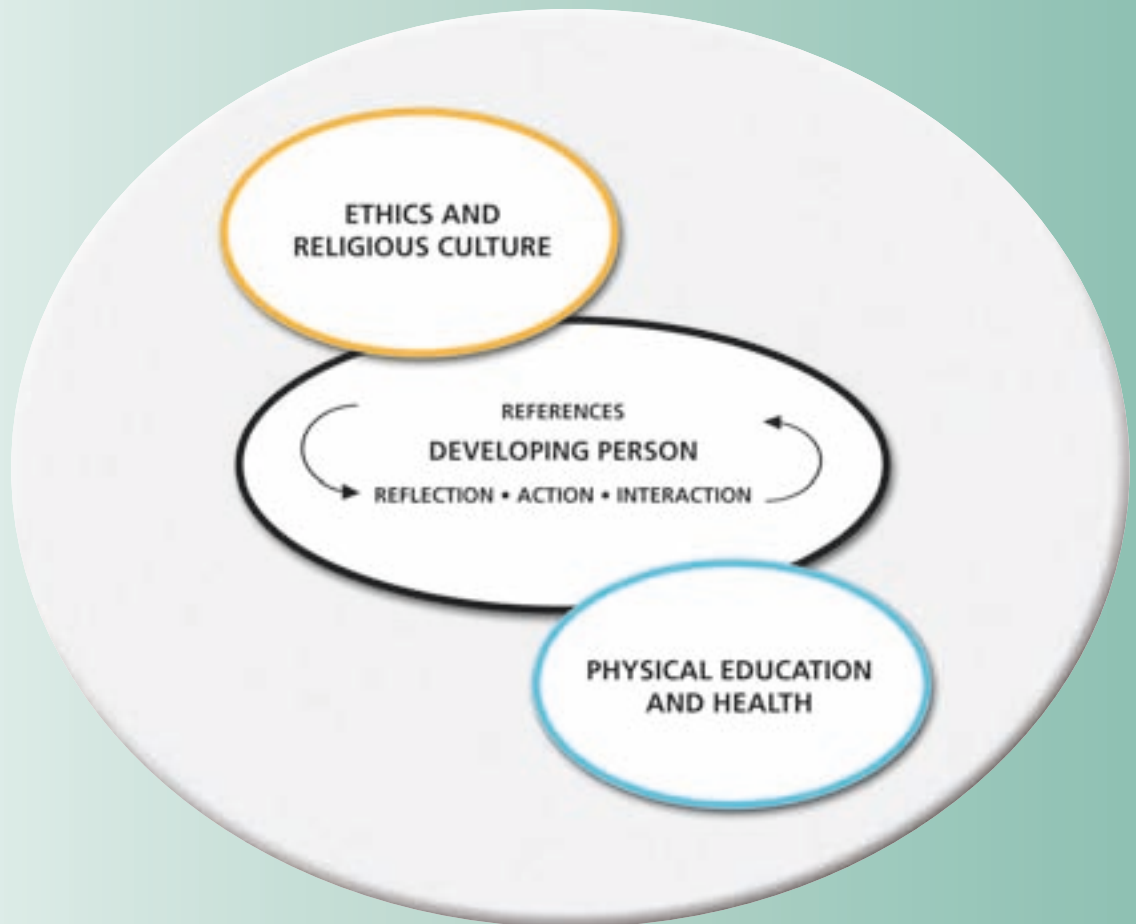 ETHICS AND
RELIGIOUS CULTURE
REFERENCES
DEVELOPING PERSON
REFLECTION • ACTION • INTERACTION
PHYSICAL EDUCATION
AND HEALTH